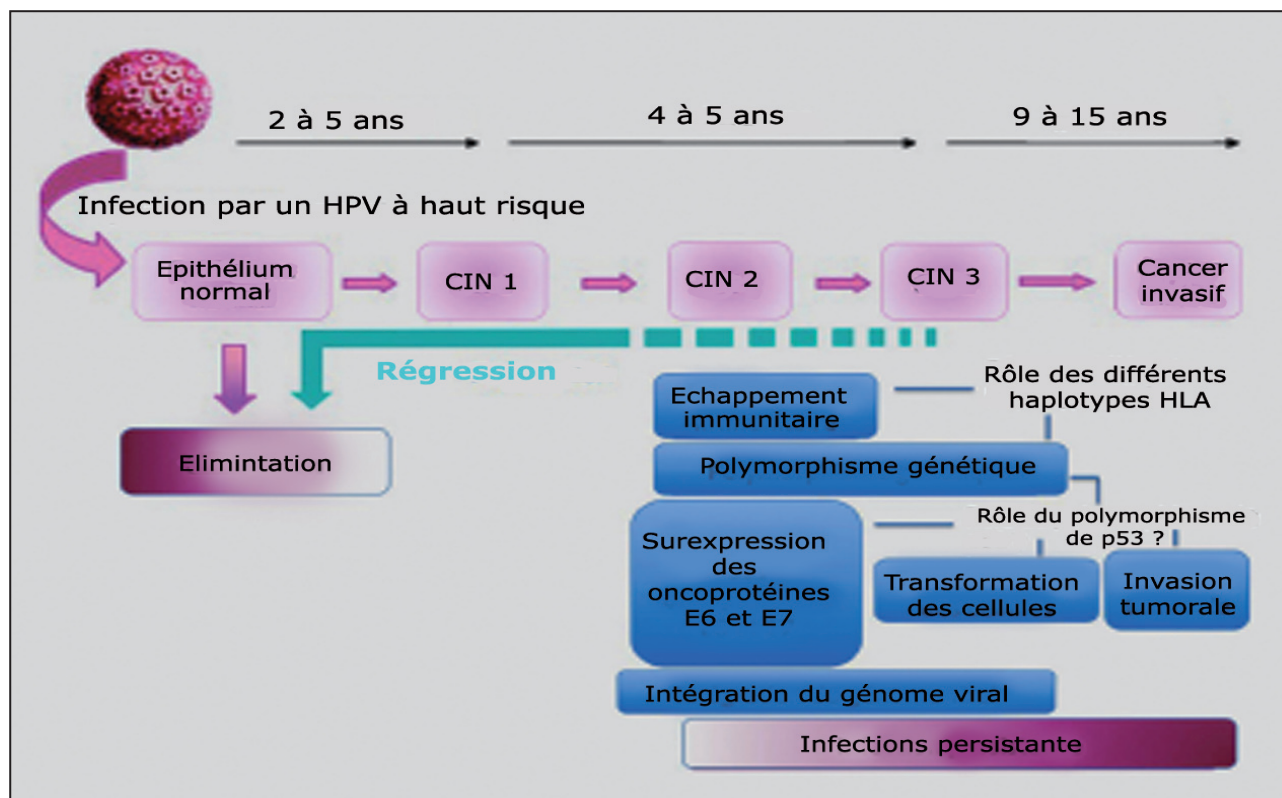 2 à 5 ans
4 à 5 ans
9 à 15 ans
Infection par un HPV à haut risque
Epithélium
normal
CIN 1
CIN 2
CIN 3
Cancer
invasif
Régression
Elimintation
Echappement
immunitaire
Rôle des différents
haplotypes HLA
Polymorphisme génétique
Surexpression
des
oncoprotéines
E6 et E7
Rôle du polymorphisme
de p53 ?
Transformation
des cellules
Invasion
tumorale
Intégration du génome viral
Infections persistante